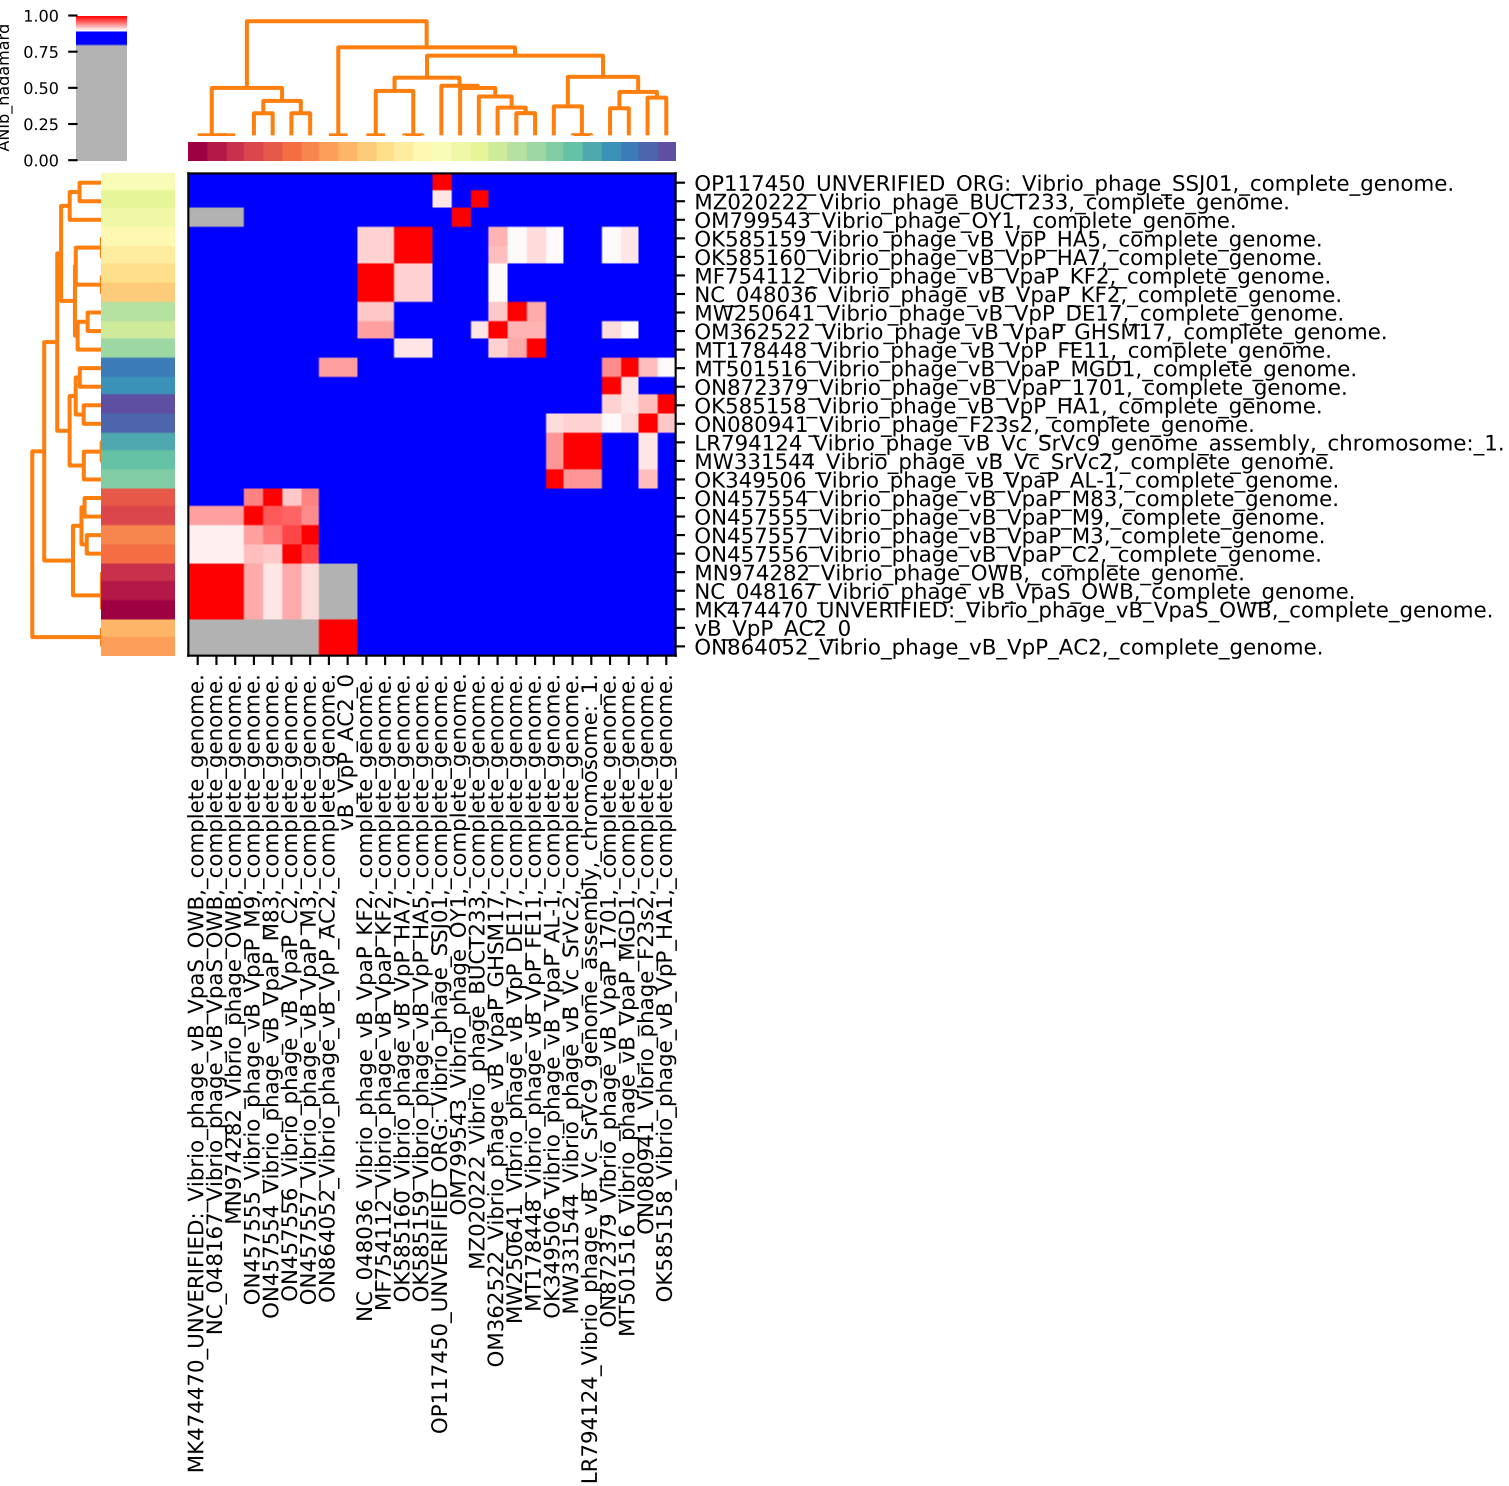 ANIb_hadamard
1.00
0.75
0.50
0.25
0.00
OP117450_UNVERIFIED_ORG:_Vibrio_phage_SSJ01,_complete_genome.
MZ020222_Vibrio_phage_BUCT233,_complete_genome.
OM799543_Vibrio_phage_OY1,_complete_genome.
OK585159_Vibrio_phage_vB_VpP_HA5,_complete_genome.
OK585160_Vibrio_phage_vB_VpP_HA7,_complete_genome.
MF754112_Vibrio_phage_vB_VpaP_KF2,_complete_genome.
NC_048036_Vibrio_phage_vB_VpaP_KF2,_complete_genome.
MW250641_Vibrio_phage_vB_VpP_DE17,_complete_genome.
OM362522_Vibrio_phage_vB_VpaP_GHSM17,_complete_genome.
MT178448_Vibrio_phage_vB_VpP_FE11,_complete_genome.
MT501516_Vibrio_phage_vB_VpaP_MGD1,_complete_genome.
ON872379_Vibrio_phage_vB_VpaP_1701,_complete_genome.
OK585158_Vibrio_phage_vB_VpP_HA1,_complete_genome.
ON080941_Vibrio_phage_F23s2,_complete_genome.
LR794124_Vibrio_phage_vB_Vc_SrVc9_genome_assembly,_chromosome:_1.
MW331544_Vibrio_phage_vB_Vc_SrVc2,_complete_genome.
OK349506_Vibrio_phage_vB_VpaP_AL-1,_complete_genome.
ON457554_Vibrio_phage_vB_VpaP_M83,_complete_genome.
ON457555_Vibrio_phage_vB_VpaP_M9,_complete_genome.
ON457557_Vibrio_phage_vB_VpaP_M3,_complete_genome.
ON457556_Vibrio_phage_vB_VpaP_C2,_complete_genome.
MN974282_Vibrio_phage_OWB,_complete_genome.
NC_048167_Vibrio_phage_vB_VpaS_OWB,_complete_genome.
MK474470_UNVERIFIED:_Vibrio_phage_vB_VpaS_OWB,_complete_genome.
vB_VpP_AC2_0
ON864052_Vibrio_phage_vB_VpP_AC2,_complete_genome.
MK474470_UNVERIFIED:_Vibrio_phage_vB_VpaS_OWB,_complete_genome.
NC_048167_Vibrio_phage_vB_VpaS_OWB,_complete_genome.
MN974282_Vibrio_phage_OWB,_complete_genome.
ON457555_Vibrio_phage_vB_VpaP_M9,_complete_genome.
ON457554_Vibrio_phage_vB_VpaP_M83,_complete_genome.
ON457556_Vibrio_phage_vB_VpaP_C2,_complete_genome.
ON457557_Vibrio_phage_vB_VpaP_M3,_complete_genome.
ON864052_Vibrio_phage_vB_VpP_AC2,_complete_genome.
vB_VpP_AC2_0
NC_048036_Vibrio_phage_vB_VpaP_KF2,_complete_genome.
MF754112_Vibrio_phage_vB_VpaP_KF2,_complete_genome.
OK585160_Vibrio_phage_vB_VpP_HA7,_complete_genome.
OK585159_Vibrio_phage_vB_VpP_HA5,_complete_genome.
OP117450_UNVERIFIED_ORG:_Vibrio_phage_SSJ01,_complete_genome.
OM799543_Vibrio_phage_OY1,_complete_genome.
MZ020222_Vibrio_phage_BUCT233,_complete_genome.
OM362522_Vibrio_phage_vB_VpaP_GHSM17,_complete_genome.
MW250641_Vibrio_phage_vB_VpP_DE17,_complete_genome.
MT178448_Vibrio_phage_vB_VpP_FE11,_complete_genome.
OK349506_Vibrio_phage_vB_VpaP_AL-1,_complete_genome.
MW331544_Vibrio_phage_vB_Vc_SrVc2,_complete_genome.
LR794124_Vibrio_phage_vB_Vc_SrVc9_genome_assembly,_chromosome:_1.
ON872379_Vibrio_phage_vB_VpaP_1701,_complete_genome.
MT501516_Vibrio_phage_vB_VpaP_MGD1,_complete_genome.
ON080941_Vibrio_phage_F23s2,_complete_genome.
OK585158_Vibrio_phage_vB_VpP_HA1,_complete_genome.